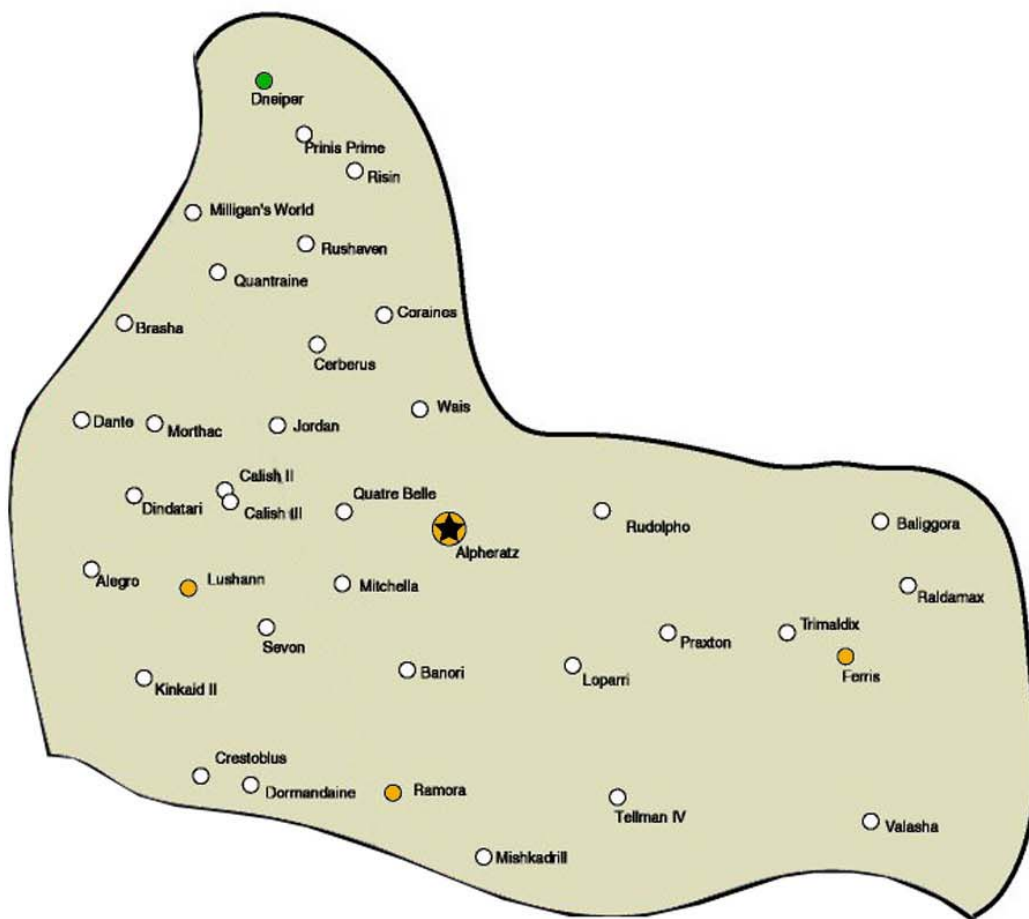 Dneiper
Prinis Prime
Risin
Milligan's World
Rushaven
Quantraine
Coraines
Brasha
Cerberus
Wais
Dante
Morthac
Jordan
Calish II
Quatre Belle
Dindatari
Calish III
Rudolpho
Baliggora
Alpheratz
Alegro
Lushann
Mitchella
Raldamax
Trimaldix
Sevon
Praxton
Banori
Loparri
Ferris
Kinkaid II
Crestoblus
Dormandaine
Ramora
Tellman IV
Valasha
Mishkadrill